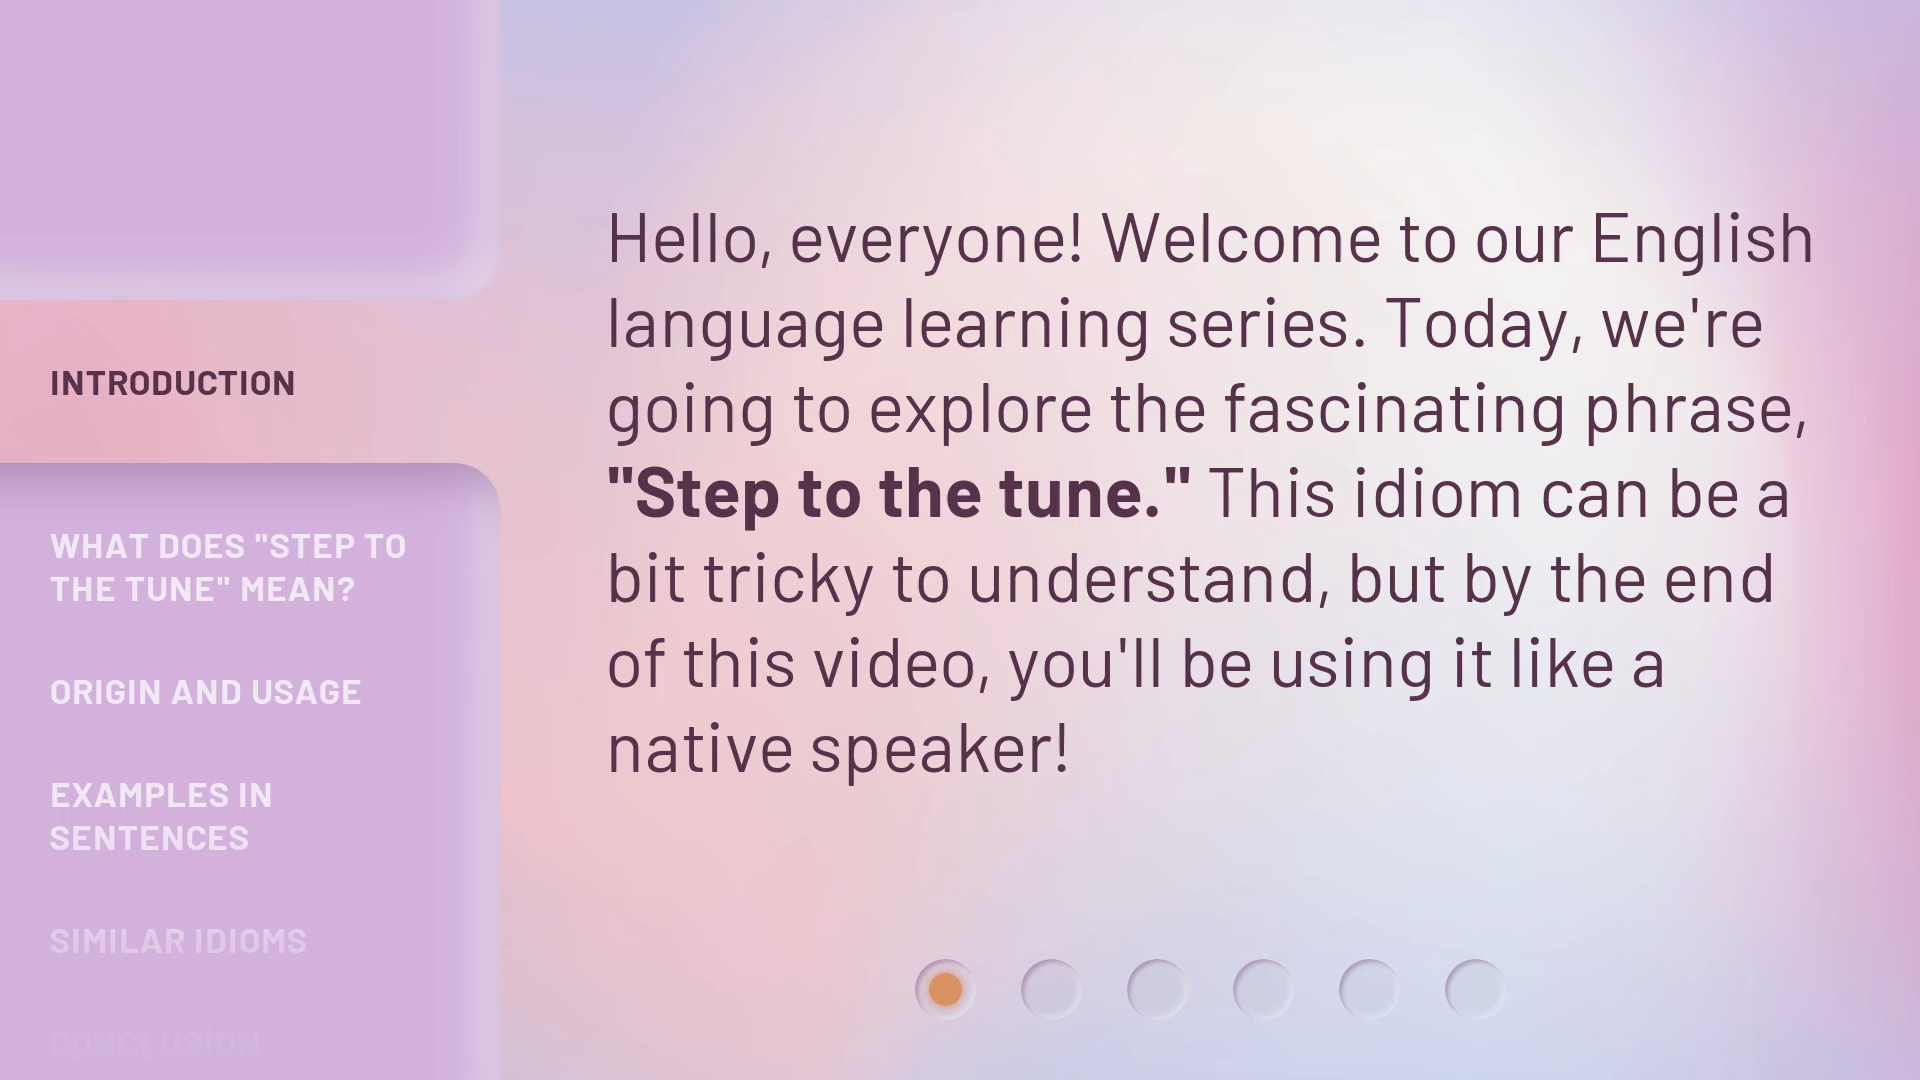 INTRODUCTION
WHAT DOES "STEP TO
THE TUNE" MEAN?
ORIGIN AND USAGE
EXAMPLES IN
SENTENCES
SIMILAR IDIOMS
CONCLUSION
Hello, everyone! Welcome to our English
language learning series. Today, we're
going to explore the fascinating phrase,
"Step to the tune." This idiom can be a
bit tricky to understand, but by the end
of this video, you'll be using it like a
native speaker!